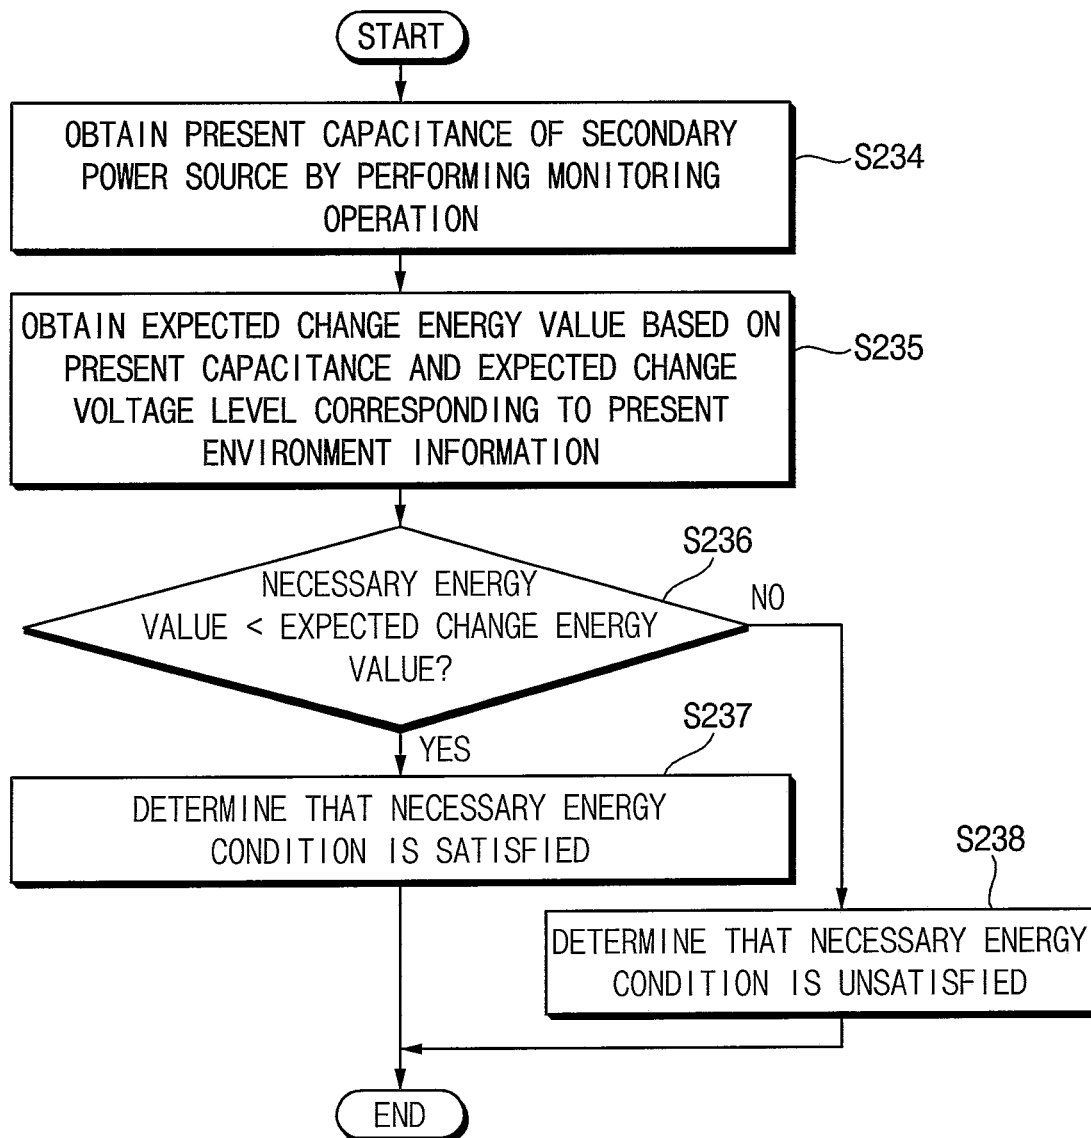 START
OBTAIN PRESENT CAPACITANCE OF SECONDARY
POWER SOURCE BY PERFORMING MONITORING
OPERATION
S234
OBTAIN EXPECTED CHANGE ENERGY VALUE BASED ON
PRESENT CAPACITANCE AND EXPECTED CHANGE
VOLTAGE LEVEL CORRESPONDING TO PRESENT
ENVIRONMENT INFORMATION
S235
S236
NECESSARY ENERGY
VALUE < EXPECTED CHANGE ENERGY
VALUE?
NO
YES
S237
DETERMINE THAT NECESSARY ENERGY
CONDITION IS SATISFIED
S238
DETERMINE THAT NECESSARY ENERGY
CONDITION IS UNSATISFIED
END